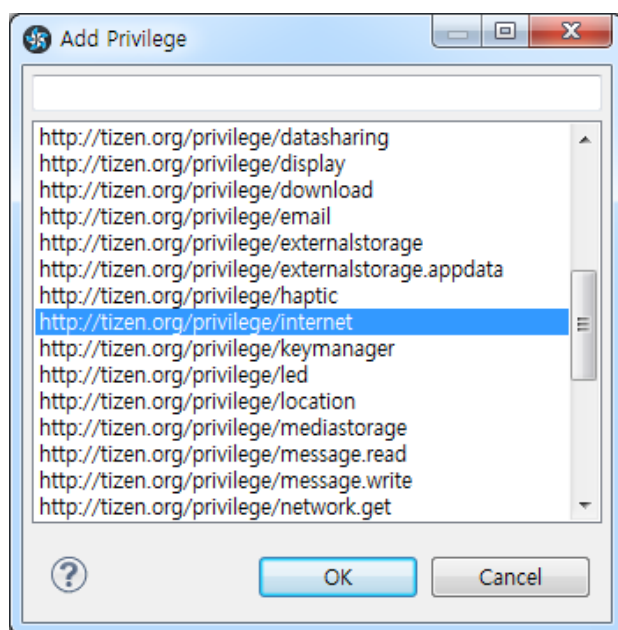 Add Privilege
http://tizen.org/privilege/datasharing
http://tizen.org/privilege/display
http://tizen.org/privilege/download
http://tizen.org/privilege/email
http://tizen.org/privilege/externalstorage
http://tizen.org/privilege/externalstorage.appdata
http://tizen.org/privilege/haptic
http://tizen.org/privilege/internet
http://tizen.org/privilege/keymanager
http://tizen.org/privilege/led
http://tizen.org/privilege/location
http://tizen.org/privilege/mediastorage
http://tizen.org/privilege/message.read
http://tizen.org/privilege/message.write
http://tizen.org/privilege/network.get
? OK Cancel